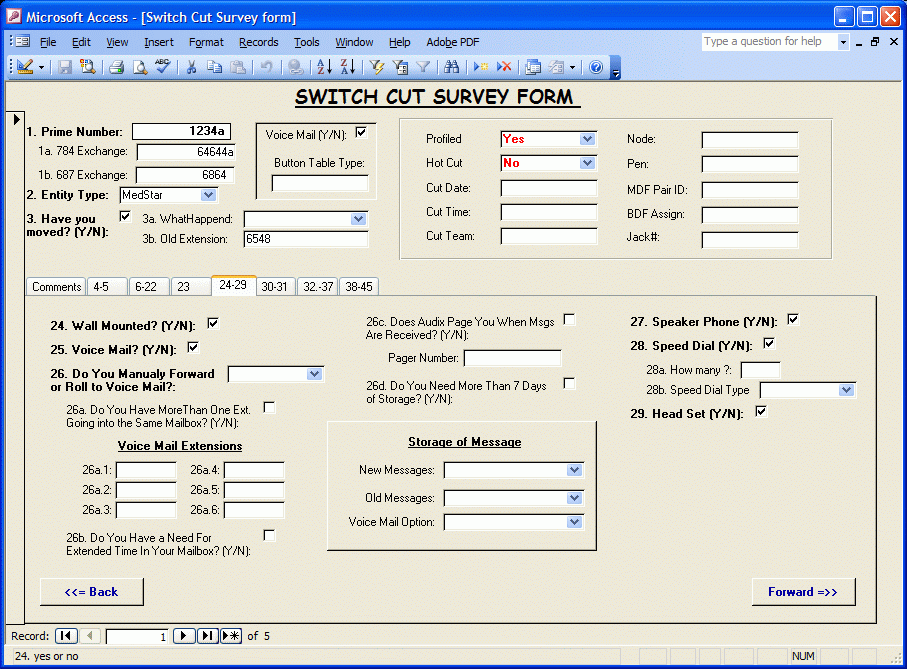 Microsoft Access - [Switch Cut Survey form]
File Edit View Insert Format Records Tools Window Help Adobe PDF
Type a question for help
SWITCH CUT SURVEY FORM
1. Prime Number: 1234a
1a. 784 Exchange: 64644a
1b. 687 Exchange: 6864
2. Entity Type: MedStar
3. Have you
moved? (Y/N):
3a. WhatHappend:
3b. Old Extension: 6548
Voice Mail (Y/N):
Button Table Type:
Profiled Yes
Hot Cut No
Cut Date:
Cut Time:
Cut Team:
Node:
Pen:
MDF Pair ID:
BDF Assign:
Jack#:
Comments 4-5 6-22 23 24-29 30-31 32.-37 38-45
24. Wall Mounted? (Y/N):
25. Voice Mail? (Y/N):
26. Do You Manualy Forward
or Roll to Voice Mail?:
26a. Do You Have MoreThan One Ext.
Going into the Same Mailbox? (Y/N):
Voice Mail Extensions
26a.1: 26a.4:
26a.2: 26a.5:
26a.3: 26a.6:
26b. Do You Have a Need For
Extended Time In Your Mailbox? (Y/N):
26c. Does Audix Page You When Msgs
Are Received? (Y/N):
Pager Number:
26d. Do You Need More Than 7 Days
of Storage? (Y/N):
Storage of Message
New Messages:
Old Messages:
Voice Mail Option:
27. Speaker Phone (Y/N):
28. Speed Dial (Y/N):
28a. How many ?:
28b. Speed Dial Type
29. Head Set (Y/N):
<<= Back
Forward =>>
Record: 1 of 5
24. yes or no
NUM